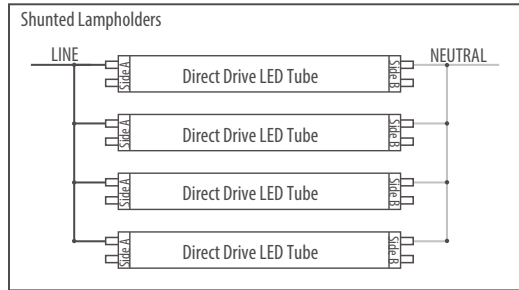 Shunted Lampholders
LINE
NEUTRAL
Side A
Direct Drive LED Tube
Side B
Side A
Direct Drive LED Tube
Side B
Side A
Direct Drive LED Tube
Side B
Side A
Direct Drive LED Tube
Side B